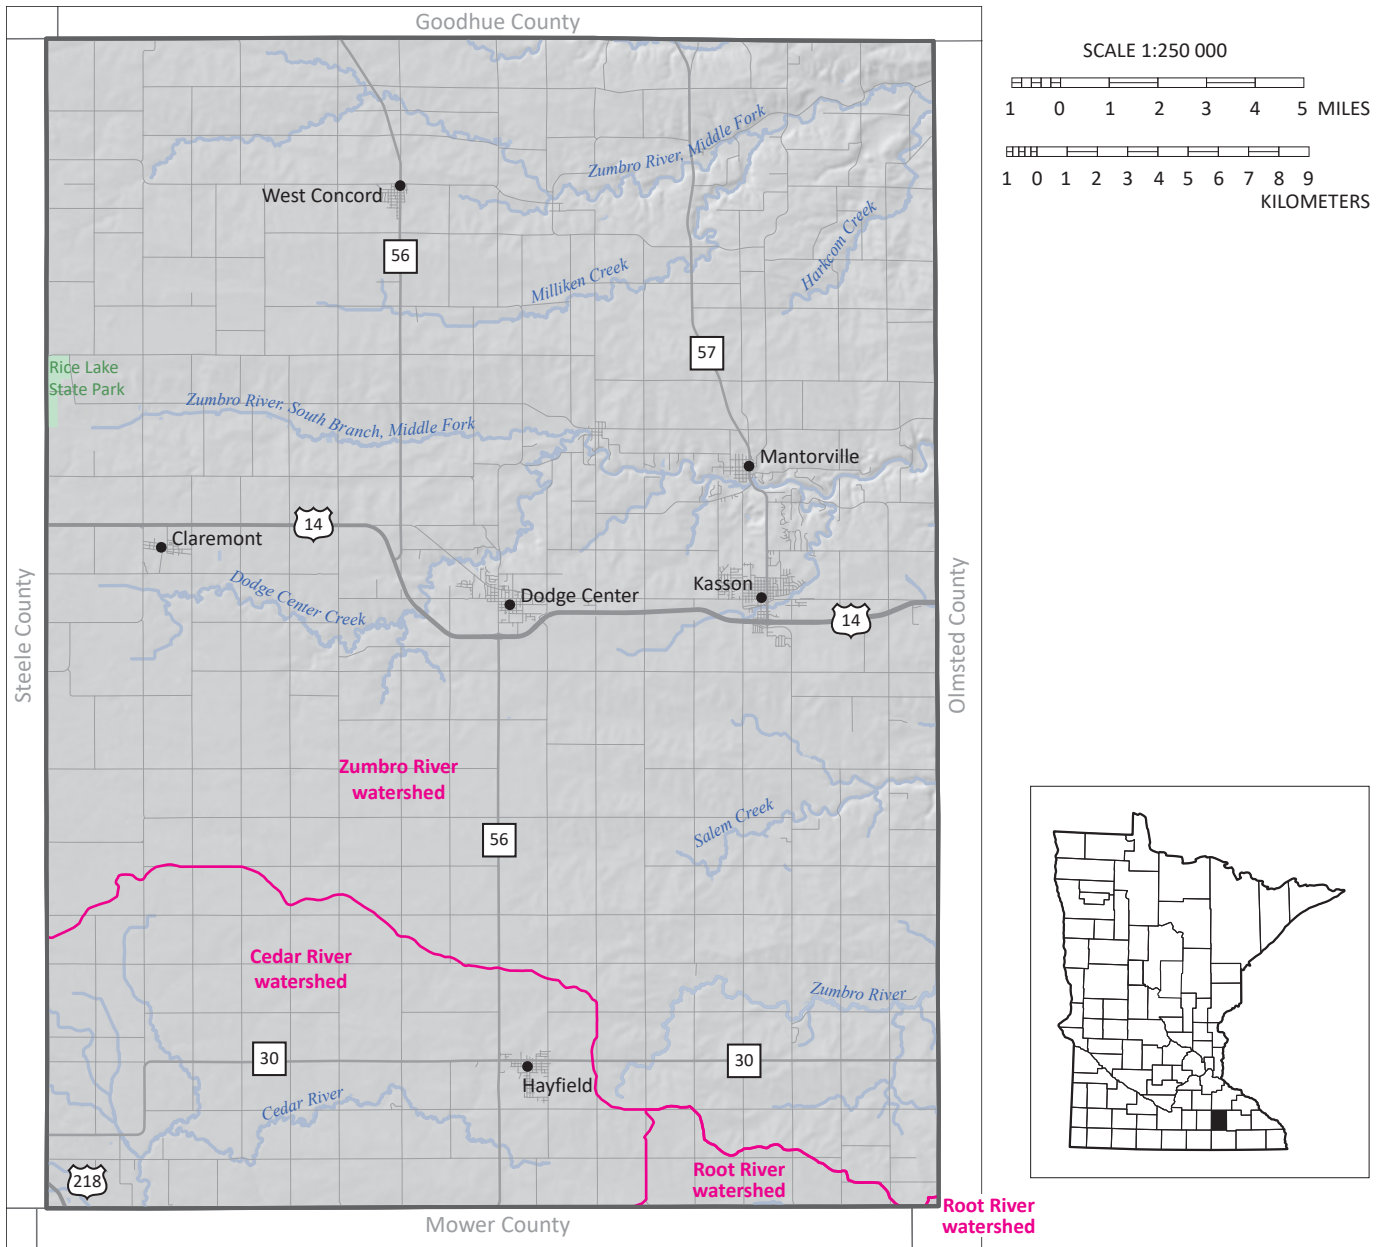 Goodhue County
SCALE 1:250 000
1 0 1 2 3 4 5 MILES
1 0 1 2 3 4 5 6 7 8 9
KILOMETERS
Zumbro River, Middle Fork
West Concord
Harkcom Creek
56
Milliken Creek
57
Rice Lake
State Park
Zumbro River, South Branch, Middle Fork
Mantorville
14
Claremont
Steele County
Dodge Center Creek
Dodge Center
Kasson
14
Olmsted County
Zumbro River
watershed
Salem Creek
56
Cedar River
watershed
Zumbro River
30
30
Hayfield
Cedar River
218
Root River
watershed
Root River
watershed
Mower County